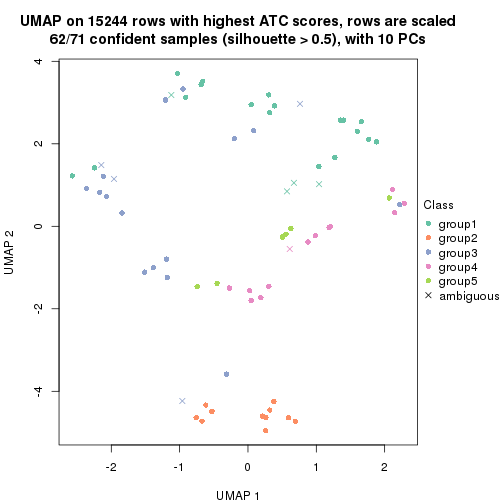 UMAP on 15244 rows with highest ATC scores, rows are scaled
62/71 confident samples (silhouette > 0.5), with 10 PCs
4
2
0
-2
-4
UMAP 2
-2
-1
0
1
2
UMAP 1
Class
group1
group2
group3
group4
group5
ambiguous